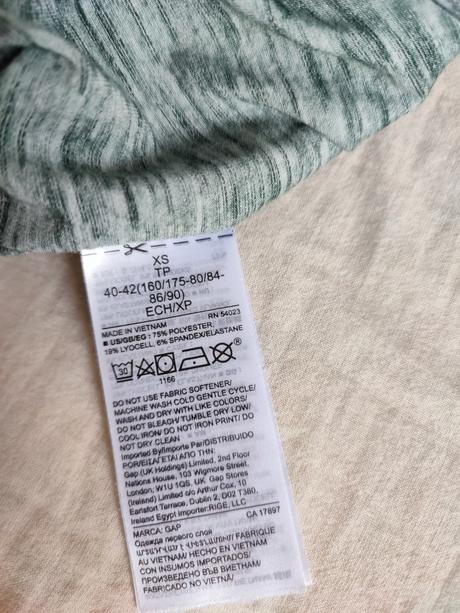 XS
TP
40-42(160/175-80/84-
86/90)
ECH/XP
MADE IN VIETNAM RN 54023
■ US/GB/EG : 75% POLYESTER,
19% LYOCELL, 6% SPANDEX/ELASTANE
30
1166
DO NOT USE FABRIC SOFTENER/
MACHINE WASH COLD GENTLE CYCLE/
WASH AND DRY WITH LIKE COLORS/
DO NOT BLEACH/ TUMBLE DRY LOW/
COOL IRON/ DO NOT IRON PRINT/ DO
NOT DRY CLEAN
Imported By/Importe Par/DISTRIBUIDO
POR/ΕΙΣΑΓΕΤΑΙ ΑΠΟ ΤΗΝ:
Gap (UK Holdings) Limited, 2nd Floor
Nations House, 103 Wigmore Street,
London, W1U 1QS, UK. Gap Stores
(Ireland) Limited c/o Arthur Cox, 10
Earlsfort Terrace, Dublin 2, D02 T380,
Ireland Egypt Importer:RIGE, LLC
MARCA: GAP CA 17897
Одежда первого слоя
FABRIQUE
AU VIETNAM/ HECHO EN VIETNAM
CON INSUMOS IMPORTADOS/
ПРОИЗВЕДЕНО ВЪВ ВИЕТНАМ/
FABRICADO NO VIETNÃ/